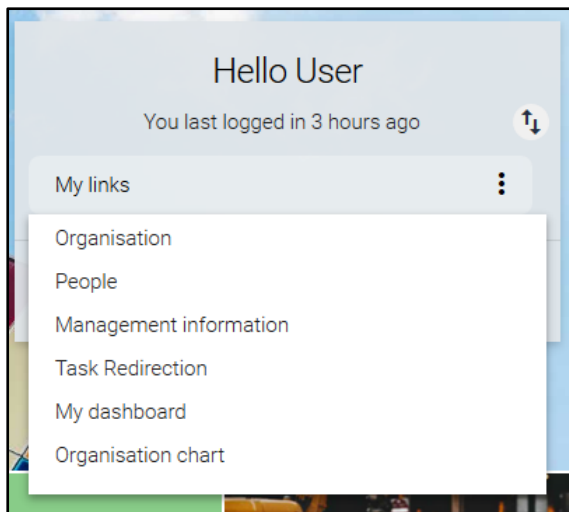 Hello User
You last logged in 3 hours ago
My links
Organisation
People
Management information
Task Redirection
My dashboard
Organisation chart